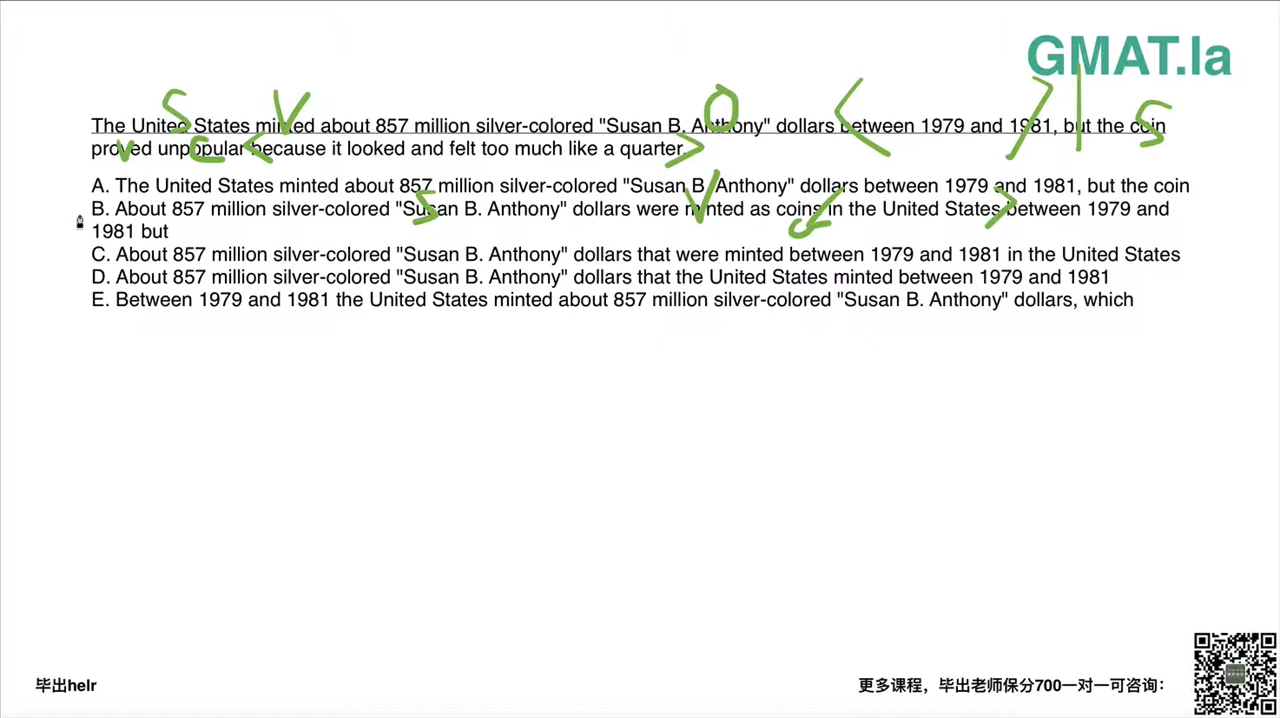 GMAT.la
S V O < > | S
The United States minted about 857 million silver-colored "Susan B. Anthony" dollars between 1979 and 1981, but the coin
v c < >
proved unpopular because it looked and felt too much like a quarter.
A. The United States minted about 857 million silver-colored "Susan B. Anthony" dollars between 1979 and 1981, but the coin
S V
B. About 857 million silver-colored "Susan B. Anthony" dollars were minted as coins in the United States between 1979 and
1981 but
C. About 857 million silver-colored "Susan B. Anthony" dollars that were minted between 1979 and 1981 in the United States
D. About 857 million silver-colored "Susan B. Anthony" dollars that the United States minted between 1979 and 1981
E. Between 1979 and 1981 the United States minted about 857 million silver-colored "Susan B. Anthony" dollars, which
毕出helr
更多课程，毕出老师保分700一对一可咨询：